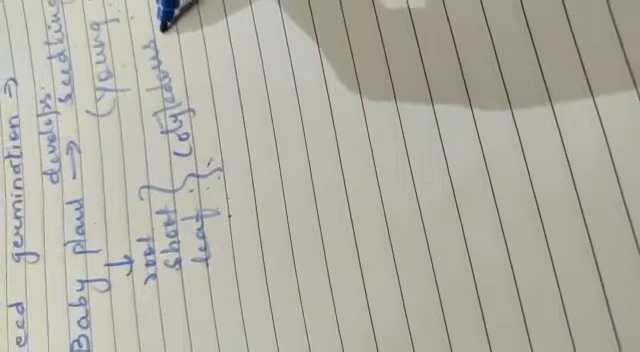 eed germination →
develops.
Baby plant → seedling
↓ (young
root }
shoot } Cotyledons
leaf }